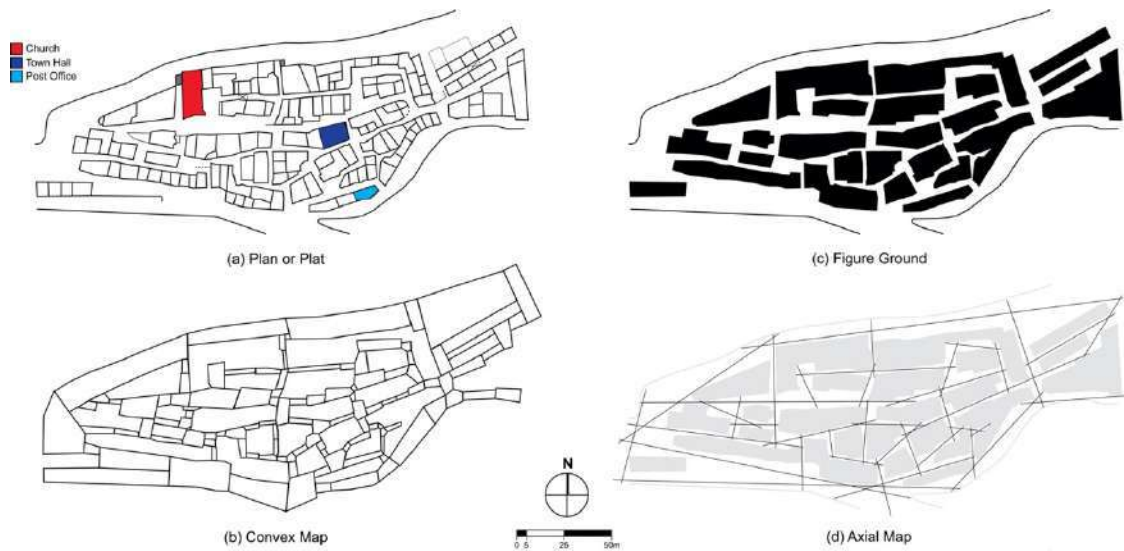 Church
Town Hall
Post Office
(a) Plan or Plat
(c) Figure Ground
N
0 5 25 50m
(b) Convex Map
(d) Axial Map